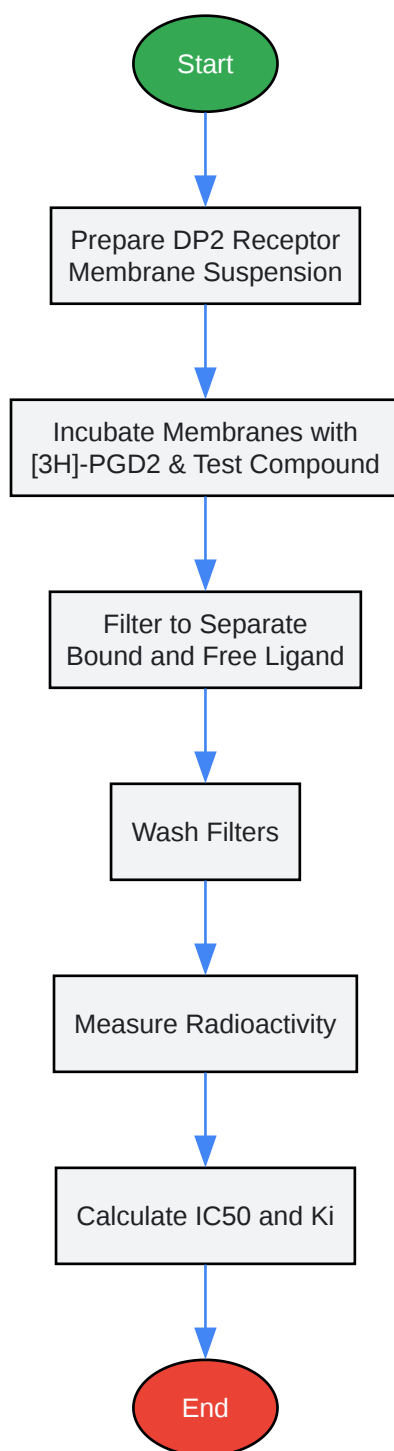 Start
Prepare DP2 Receptor
Membrane Suspension
Incubate Membranes with
[3H]-PGD2 & Test Compound
Filter to Separate
Bound and Free Ligand
Wash Filters
Measure Radioactivity
Calculate IC50 and Ki
End